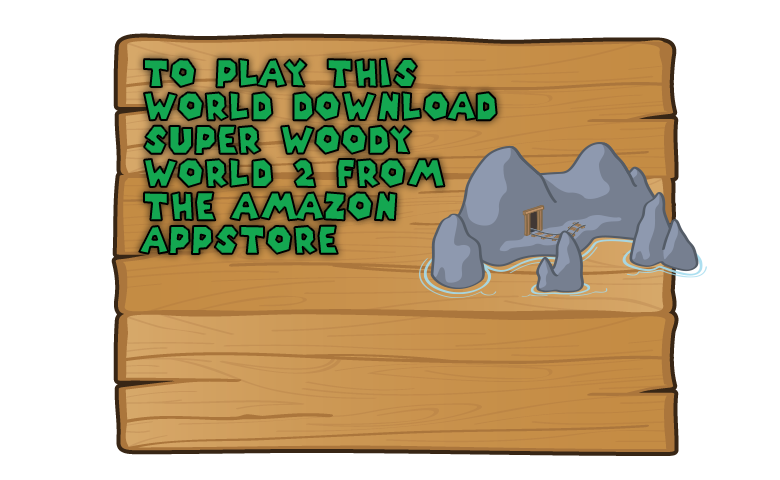 TO PLAY THIS
WORLD DOWNLOAD
SUPER WOODY
WORLD 2 FROM
THE AMAZON
APPSTORE